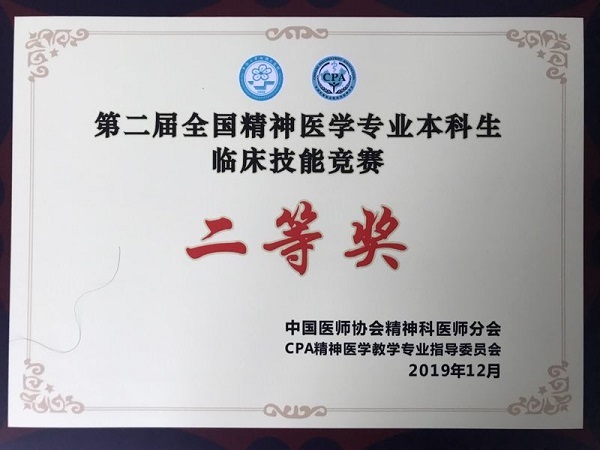 CPA
第二届全国精神医学专业本科生
临床技能竞赛
二等奖
中国医师协会精神科医师分会
CPA精神医学教学专业指导委员会
2019年12月